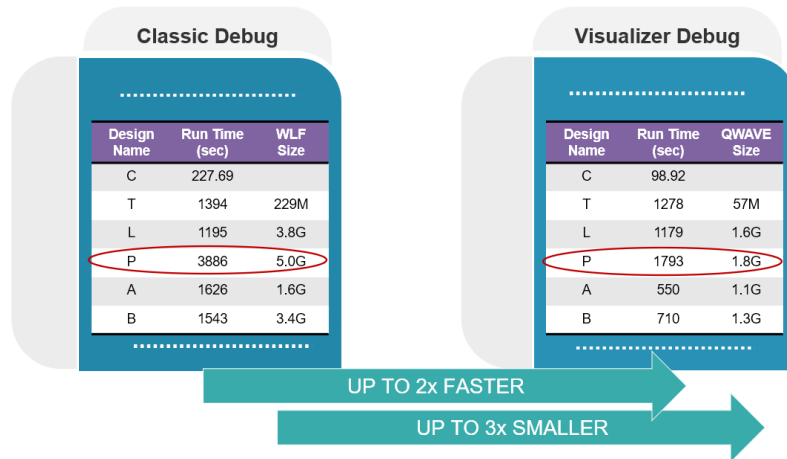 Classic Debug
Design Name Run Time (sec) WLF Size
C 227.69
T 1394 229M
L 1195 3.8G
P 3886 5.0G
A 1626 1.6G
B 1543 3.4G
Visualizer Debug
Design Name Run Time (sec) QWAVE Size
C 98.92
T 1278 57M
L 1179 1.6G
P 1793 1.8G
A 550 1.1G
B 710 1.3G
UP TO 2x FASTER
UP TO 3x SMALLER